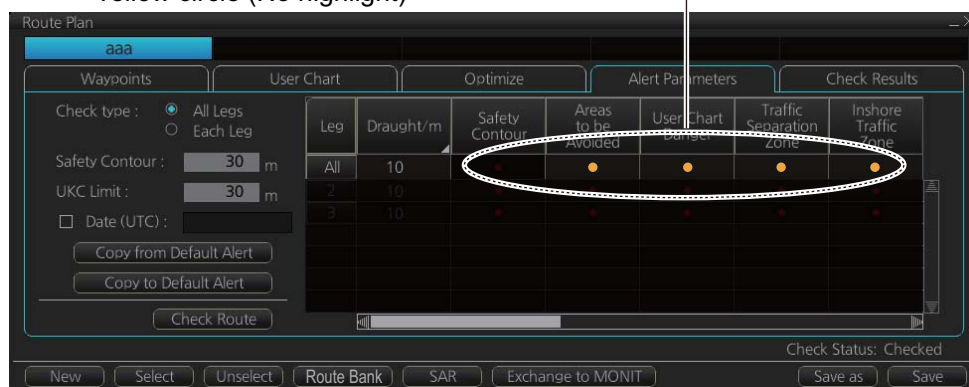 Yellow circle (No highlight)
Route Plan
aaa
Waypoints User Chart Optimize Alert Parameters Check Results
Check type : All Legs
Each Leg
Safety Contour : 30 m
UKC Limit : 30 m
Date (UTC) :
Copy from Default Alert
Copy to Default Alert
Check Route
Leg Draught/m Safety Contour Areas to be Avoided User Chart Danger Traffic Separation Zone Inshore Traffic Zone
All 10
2 10
3 10
Check Status: Checked
New Select Unselect Route Bank SAR Exchange to MONIT Save as Save